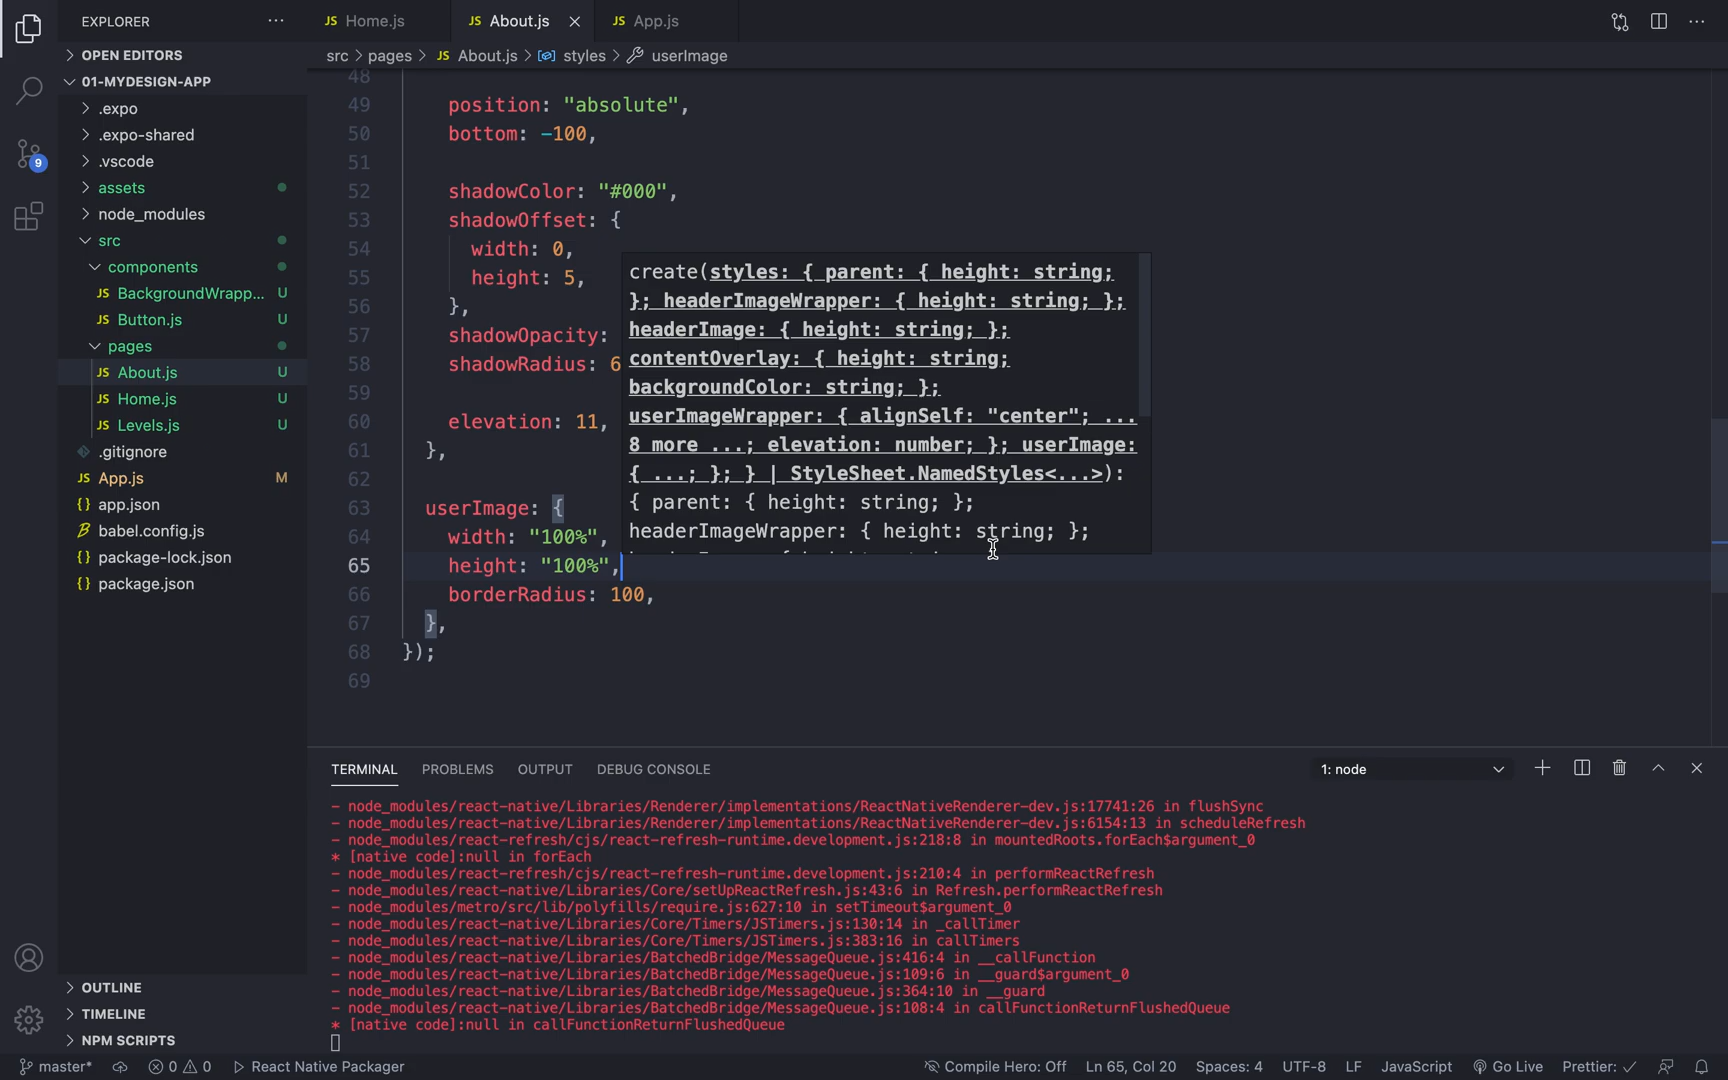 EXPLORER
OPEN EDITORS
01-MYDESIGN-APP
.expo
.expo-shared
.vscode
assets
node_modules
src
components
JS BackgroundWrapp... U
JS Button.js U
pages
JS About.js U
JS Home.js U
JS Levels.js U
.gitignore
JS App.js M
{} app.json
babel.config.js
{} package-lock.json
{} package.json
OUTLINE
TIMELINE
NPM SCRIPTS
9
JS Home.js
JS About.js
JS App.js
src > pages > JS About.js > styles > userImage
48
49 position: "absolute",
50 bottom: -100,
51
52 shadowColor: "#000",
53 shadowOffset: {
54 width: 0,
55 height: 5,
56 },
57 shadowOpacity:
58 shadowRadius: 6
59
60 elevation: 11,
61 },
62
63 userImage: {
64 width: "100%",
65 height: "100%",
66 borderRadius: 100,
67 },
68 });
69
create(styles: { parent: { height: string;
}; headerImageWrapper: { height: string; };
headerImage: { height: string; };
contentOverlay: { height: string;
backgroundColor: string; };
userImageWrapper: { alignSelf: "center"; ...
8 more ...; elevation: number; }; userImage:
{ ...; }; } | StyleSheet.NamedStyles<...>):
{ parent: { height: string; };
headerImageWrapper: { height: string; };
TERMINAL PROBLEMS OUTPUT DEBUG CONSOLE
1: node
- node_modules/react-native/Libraries/Renderer/implementations/ReactNativeRenderer-dev.js:17741:26 in flushSync
- node_modules/react-native/Libraries/Renderer/implementations/ReactNativeRenderer-dev.js:6154:13 in scheduleRefresh
- node_modules/react-refresh/cjs/react-refresh-runtime.development.js:218:8 in mountedRoots.forEach$argument_0
* [native code]:null in forEach
- node_modules/react-refresh/cjs/react-refresh-runtime.development.js:210:4 in performReactRefresh
- node_modules/react-native/Libraries/Core/setUpReactRefresh.js:43:6 in Refresh.performReactRefresh
- node_modules/metro/src/lib/polyfills/require.js:627:10 in setTimeout$argument_0
- node_modules/react-native/Libraries/Core/Timers/JSTimers.js:130:14 in _callTimer
- node_modules/react-native/Libraries/Core/Timers/JSTimers.js:383:16 in callTimers
- node_modules/react-native/Libraries/BatchedBridge/MessageQueue.js:416:4 in __callFunction
- node_modules/react-native/Libraries/BatchedBridge/MessageQueue.js:109:6 in __guard$argument_0
- node_modules/react-native/Libraries/BatchedBridge/MessageQueue.js:364:10 in __guard
- node_modules/react-native/Libraries/BatchedBridge/MessageQueue.js:108:4 in callFunctionReturnFlushedQueue
* [native code]:null in callFunctionReturnFlushedQueue
master* 0 0 React Native Packager Compile Hero: Off Ln 65, Col 20 Spaces: 4 UTF-8 LF JavaScript Go Live Prettier: ✓